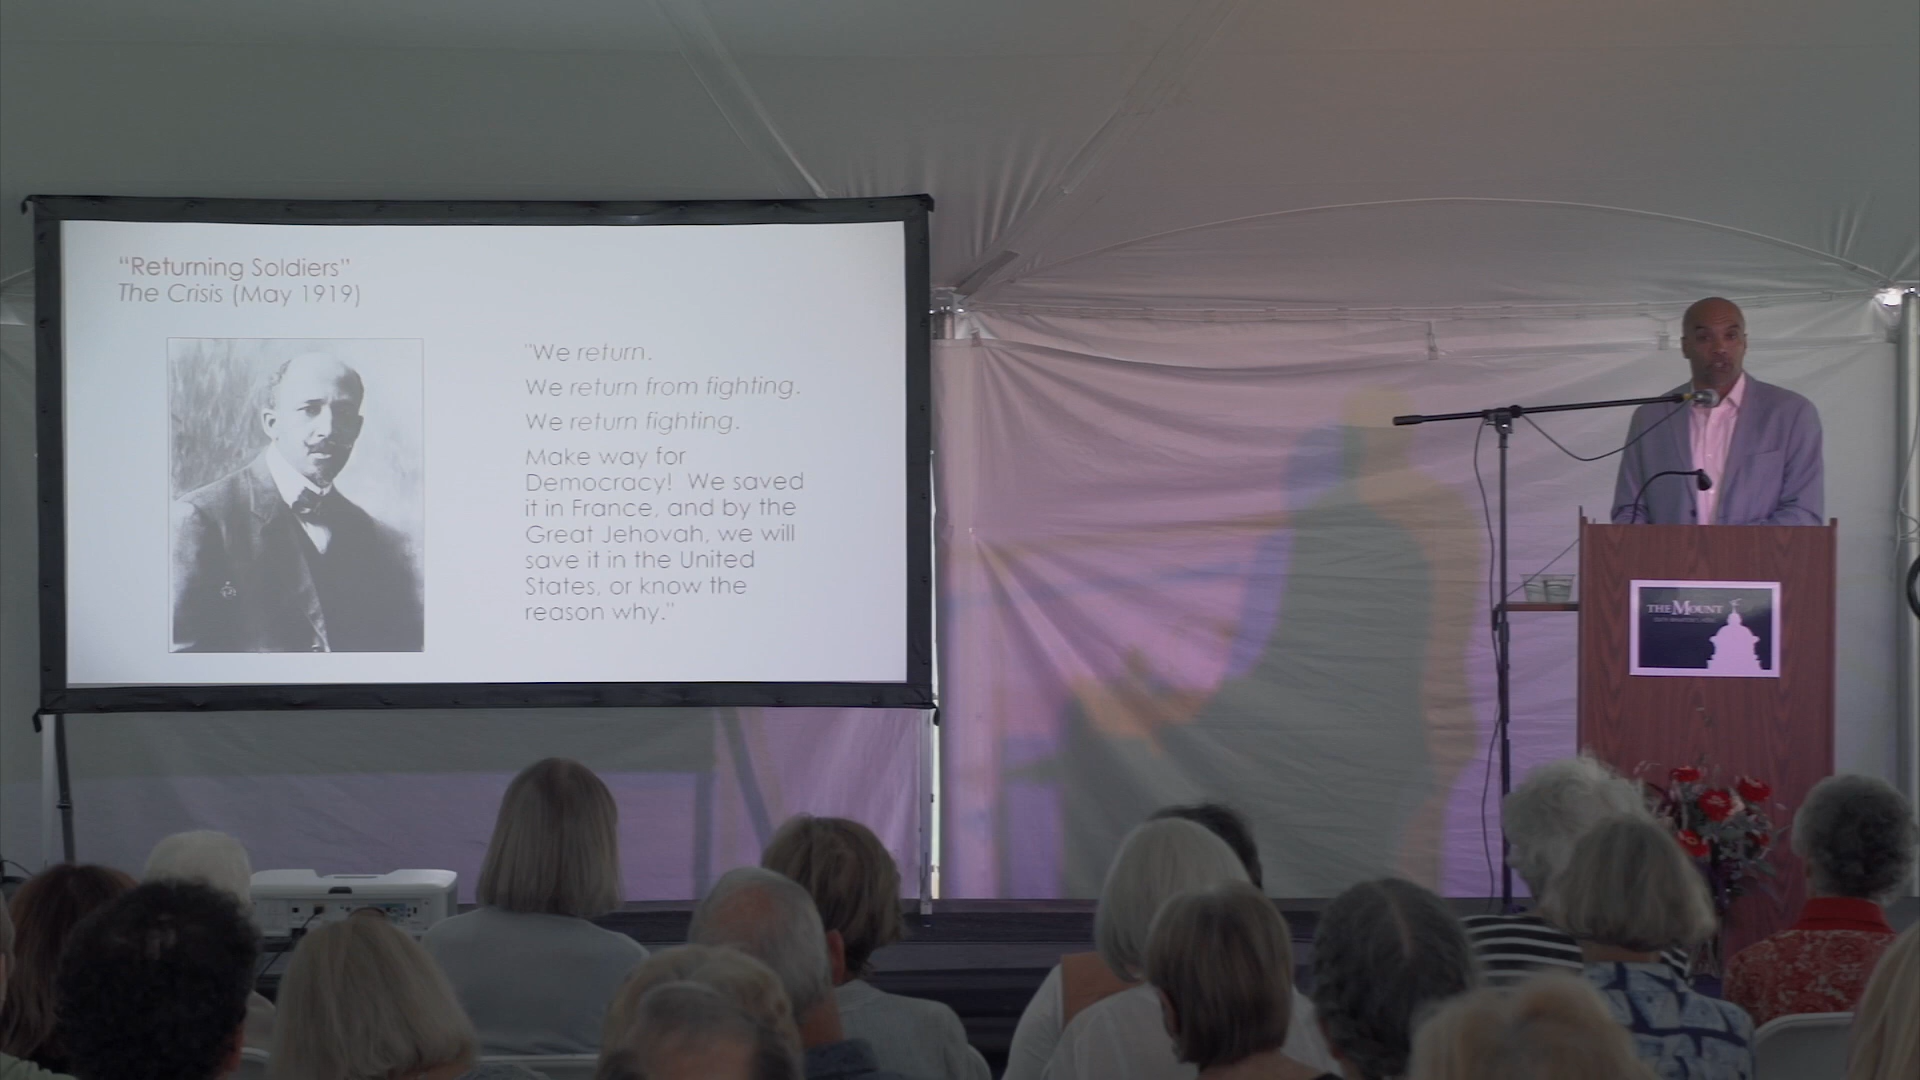 “Returning Soldiers”
The Crisis (May 1919)
"We return.
We return from fighting.
We return fighting.
Make way for
Democracy!  We saved
it in France, and by the
Great Jehovah, we will
save it in the United
States, or know the
reason why."
THE MOUNT